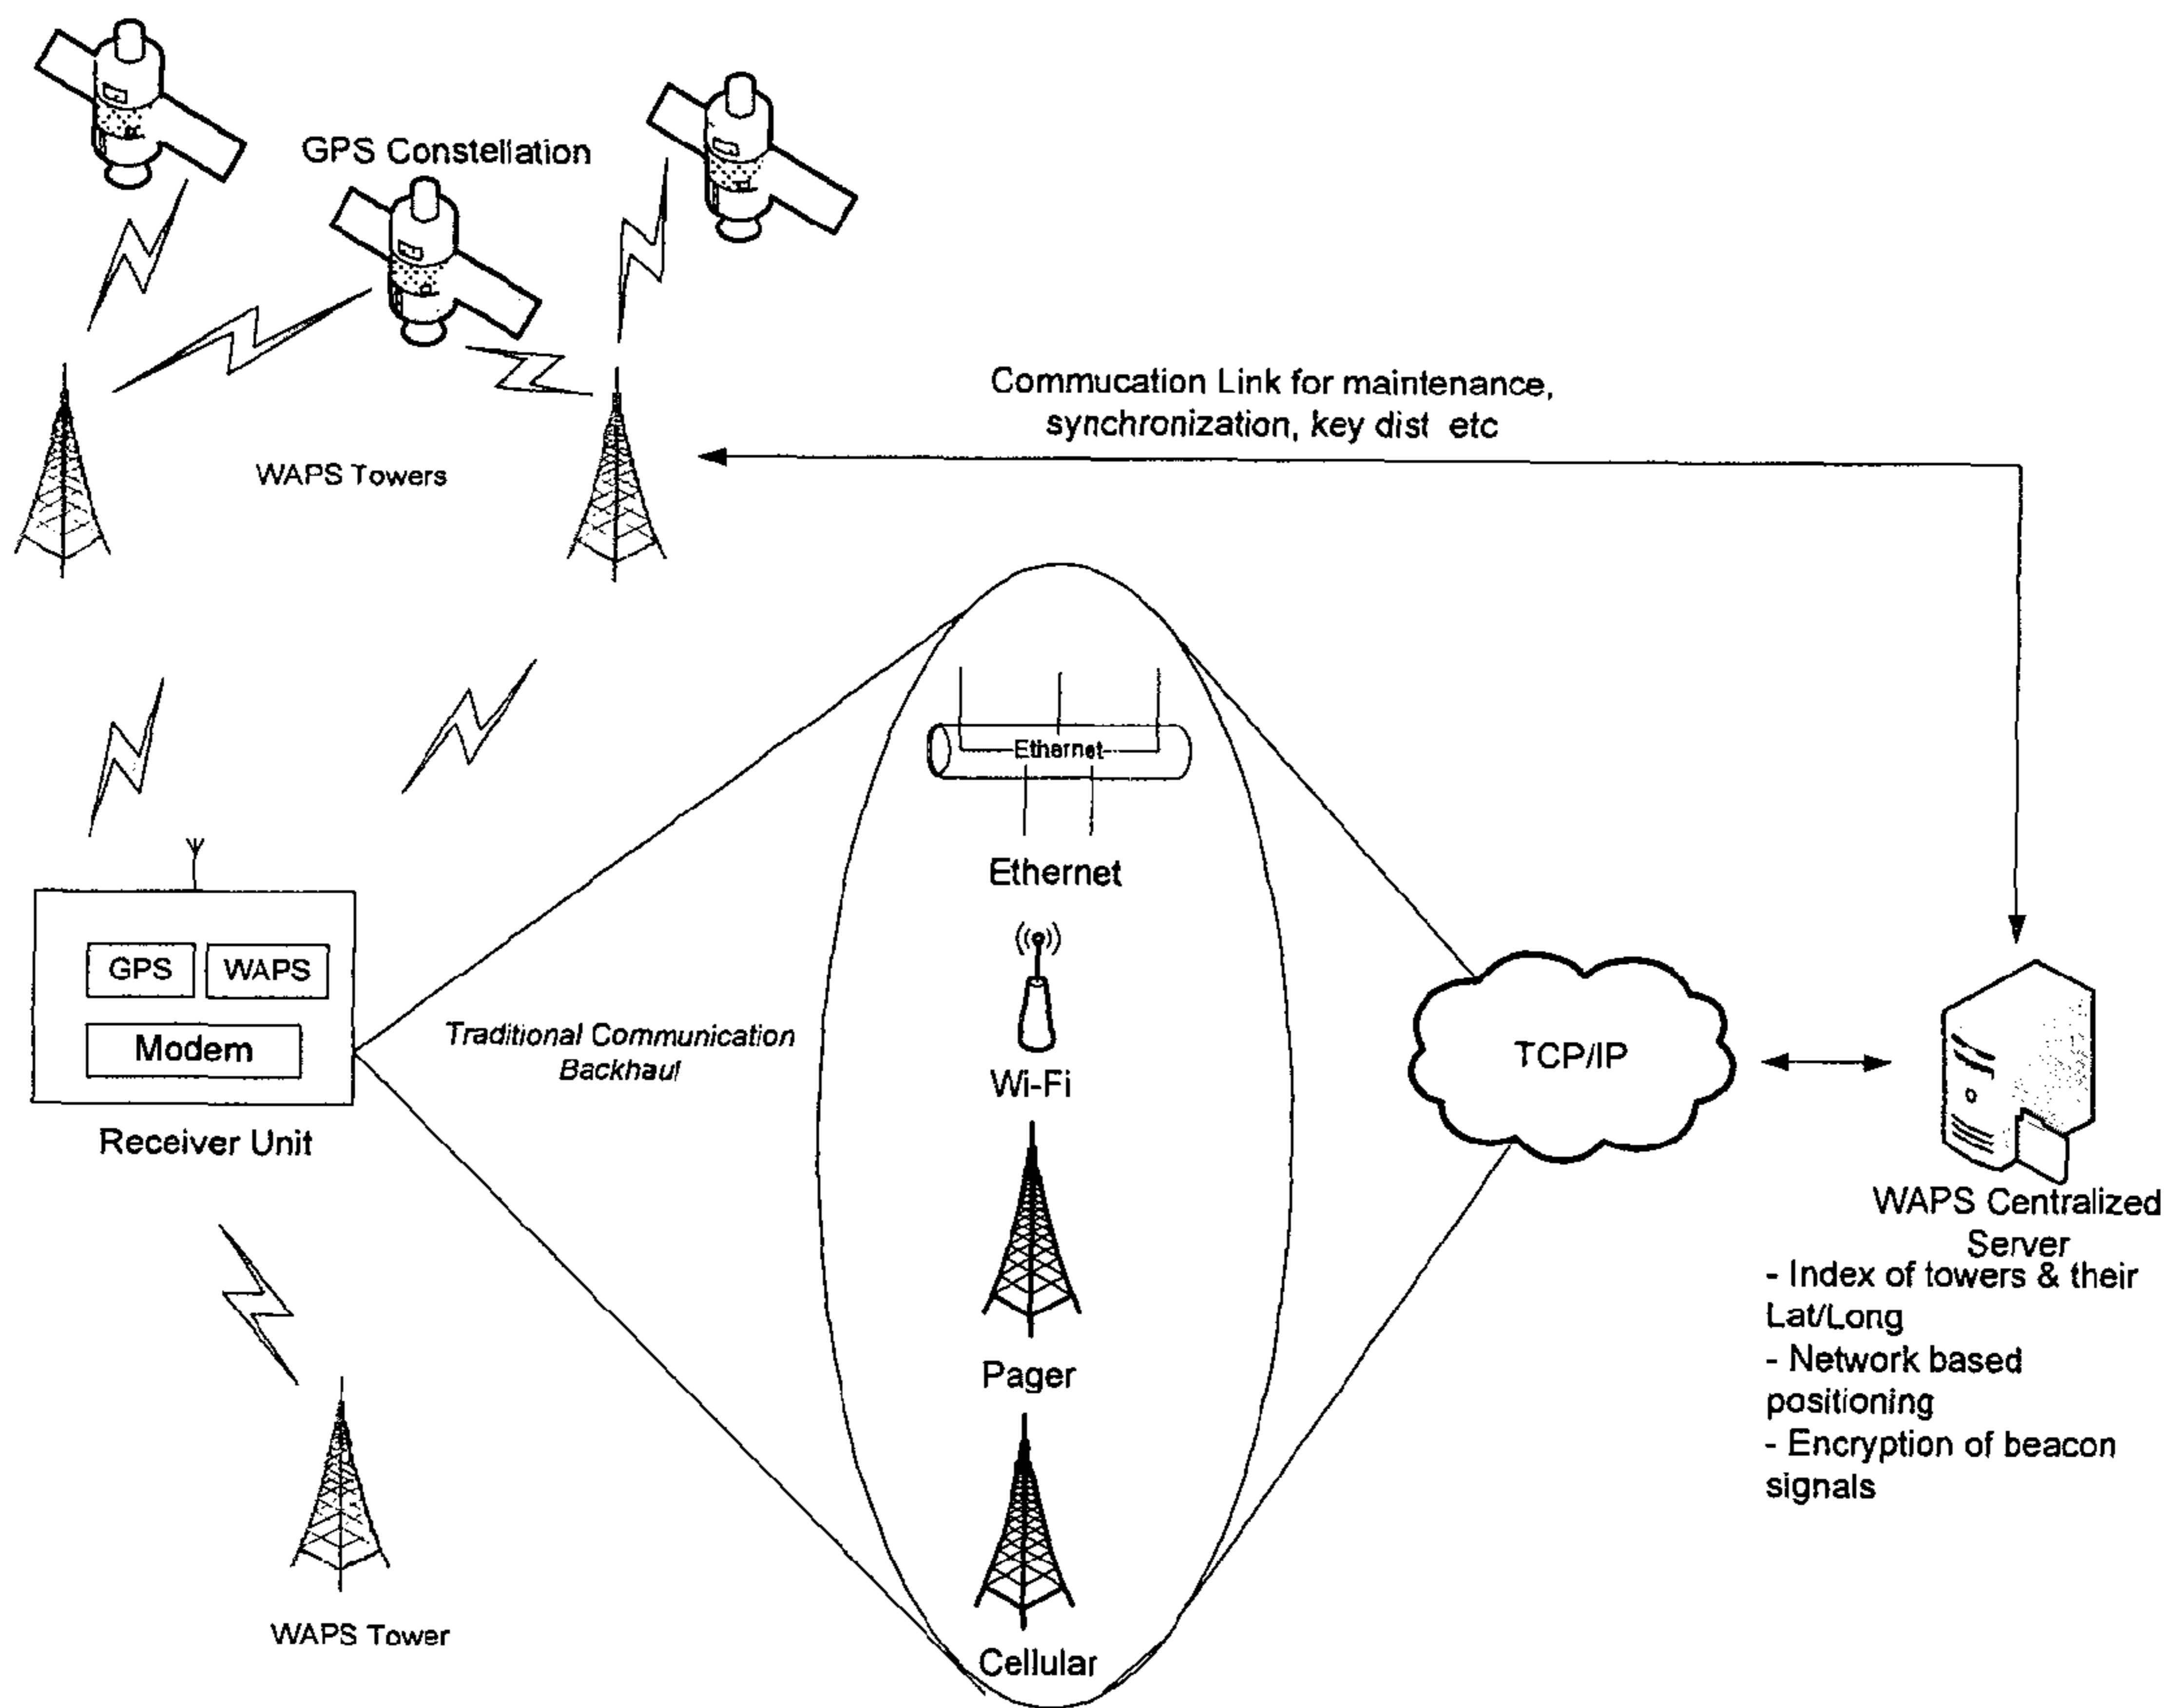 GPS Constellation
Commucation Link for maintenance,
synchronization, key dist etc
WAPS Towers
Ethernet
Ethernet
GPS
WAPS
Modem
Receiver Unit
Traditional Communication
Backhaul
Wi-Fi
TCP/IP
WAPS Centralized
Server
- Index of towers & their
Lat/Long
- Network based
positioning
- Encryption of beacon
signals
Pager
WAPS Tower
Cellular